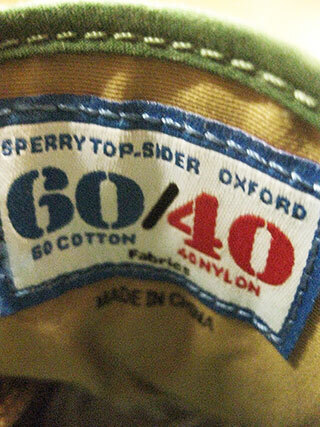 SPERRY TOP-SIDER OXFORD
60/40
60 COTTON 40 NYLON
Fabrics
MADE IN CHINA